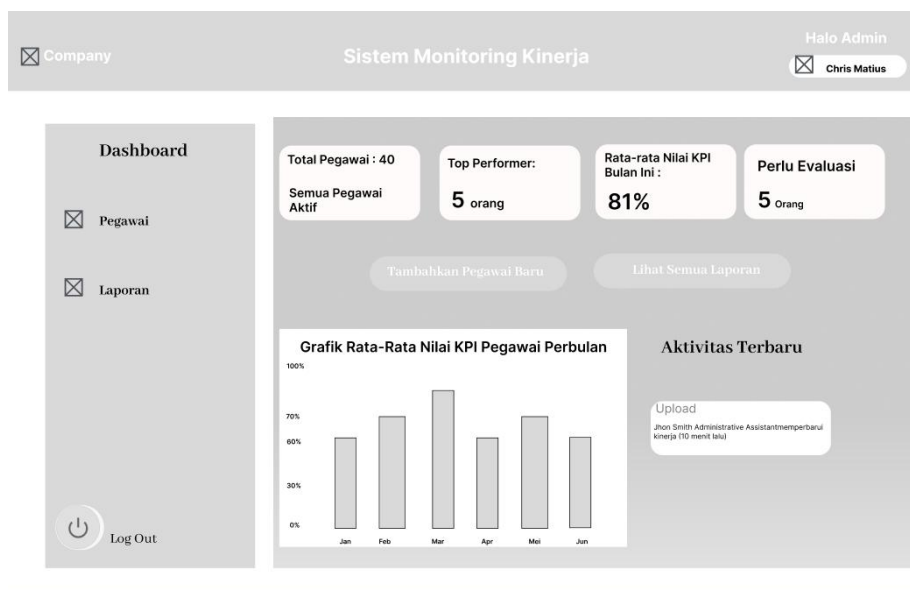 Company
Sistem Monitoring Kinerja
Halo Admin
Chris Matius
Dashboard
Pegawai
Laporan
Log Out
Total Pegawai : 40
Semua Pegawai
Aktif
Top Performer:
5 orang
Rata-rata Nilai KPI
Bulan Ini :
81%
Perlu Evaluasi
5 Orang
Tambahkan Pegawai Baru
Lihat Semua Laporan
Grafik Rata-Rata Nilai KPI Pegawai Perbulan
100%
70%
60%
30%
0%
Jan Feb Mar Apr Mei Jun
Aktivitas Terbaru
Upload
Jhon Smith Administrative Assistantmemperbarui
kinerja (10 menit lalu)